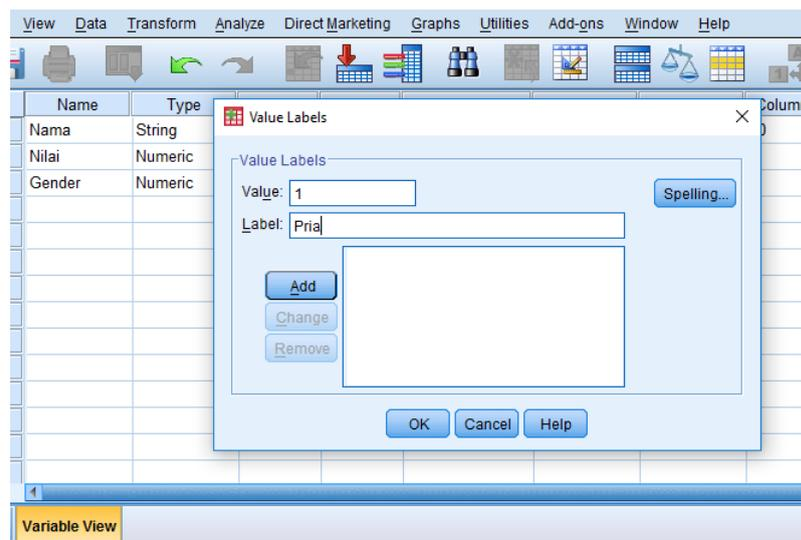 View Data Transform Analyze Direct Marketing Graphs Utilities Add-ons Window Help
Name Type
Nama String
Nilai Numeric
Gender Numeric
Value Labels
Value Labels
Value: 1
Spelling...
Label: Pria
Add
Change
Remove
OK Cancel Help
Variable View